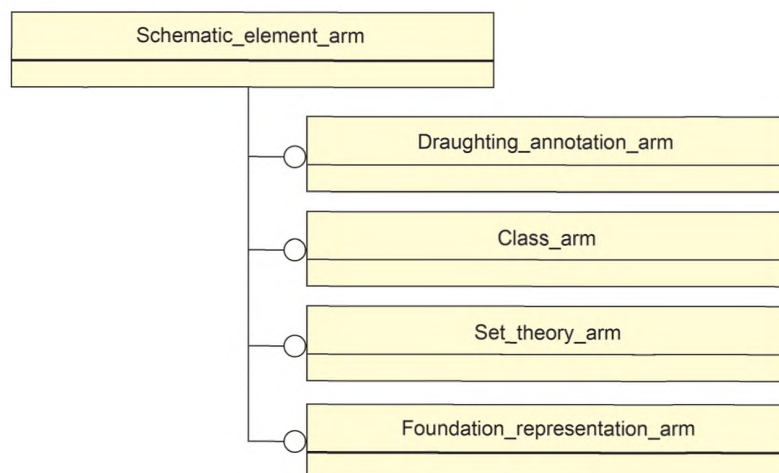 Schematic_element_arm
Draughting_annotation_arm
Class_arm
Set_theory_arm
Foundation_representation_arm